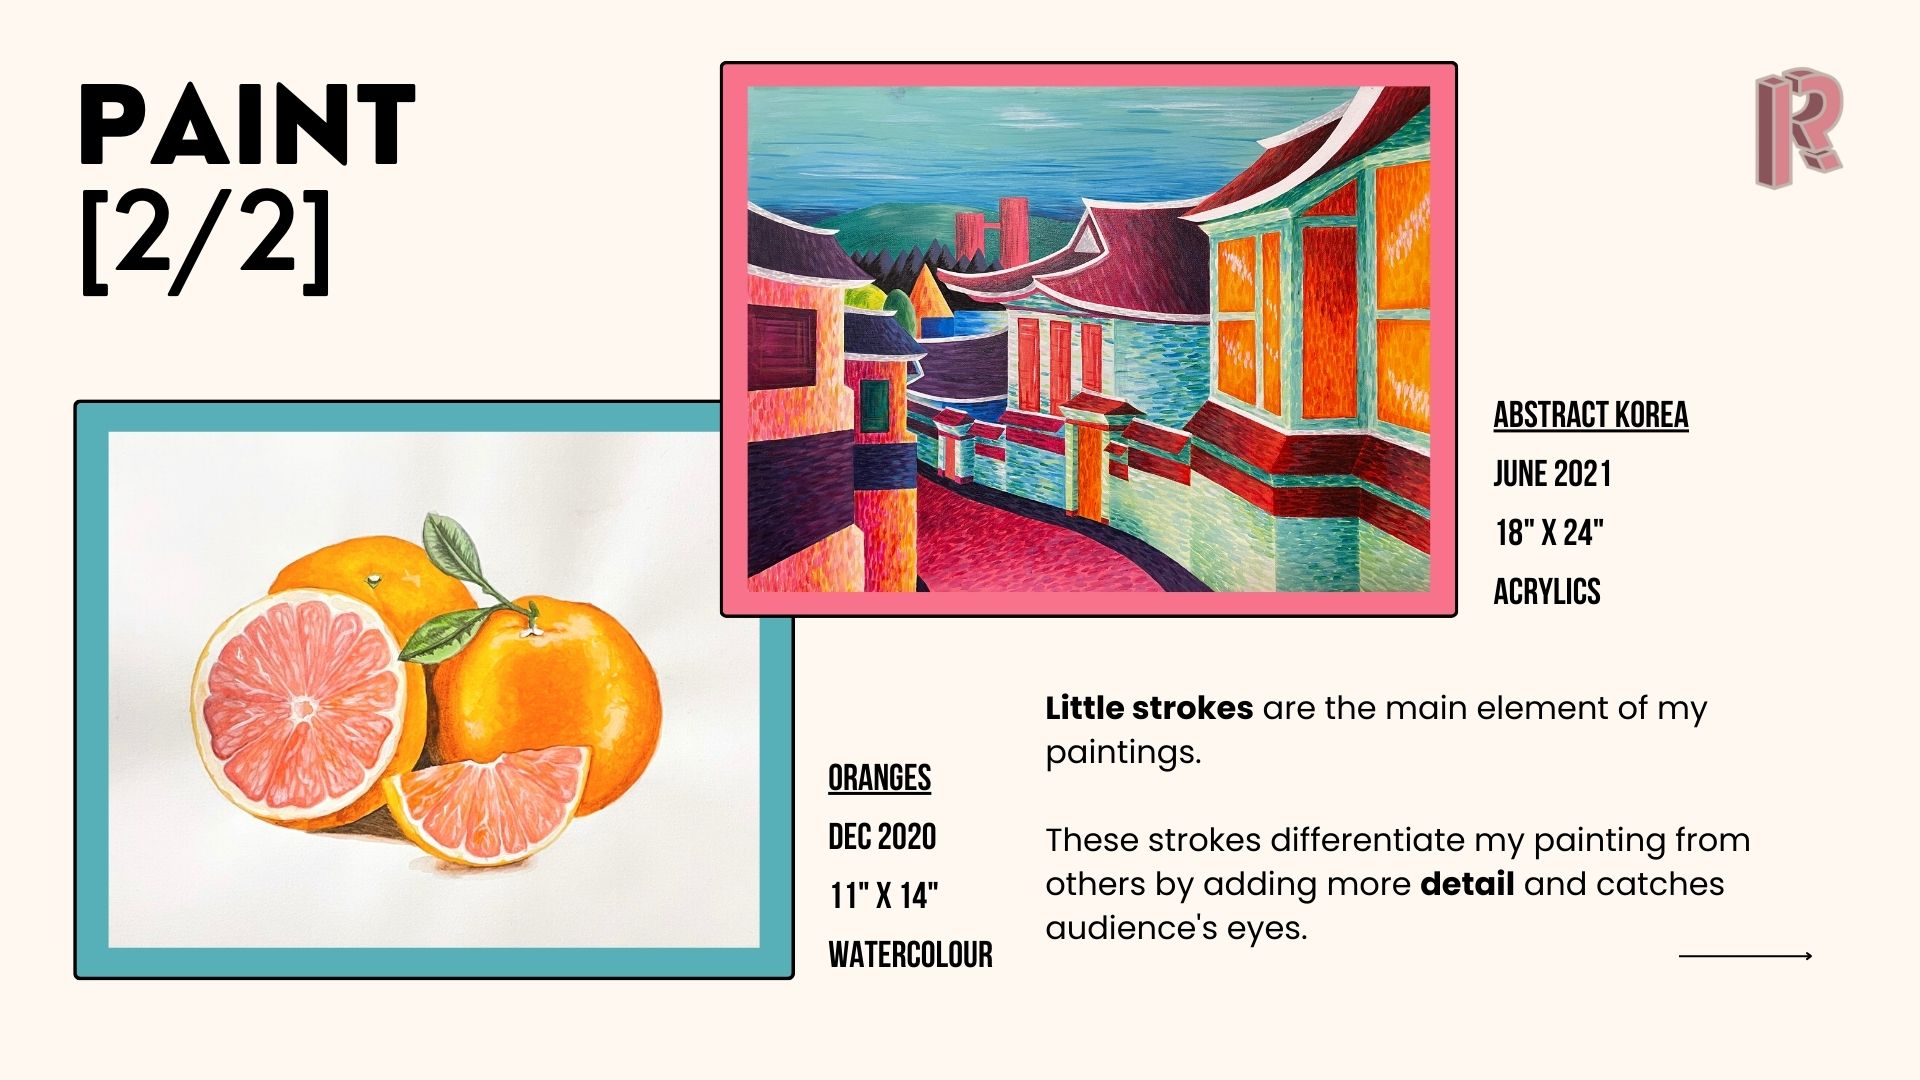 PAINT
[2/2]
ABSTRACT KOREA
JUNE 2021
18" X 24"
ACRYLICS
ORANGES
DEC 2020
11" X 14"
WATERCOLOUR
Little strokes are the main element of my
paintings.
These strokes differentiate my painting from
others by adding more detail and catches
audience's eyes.
R